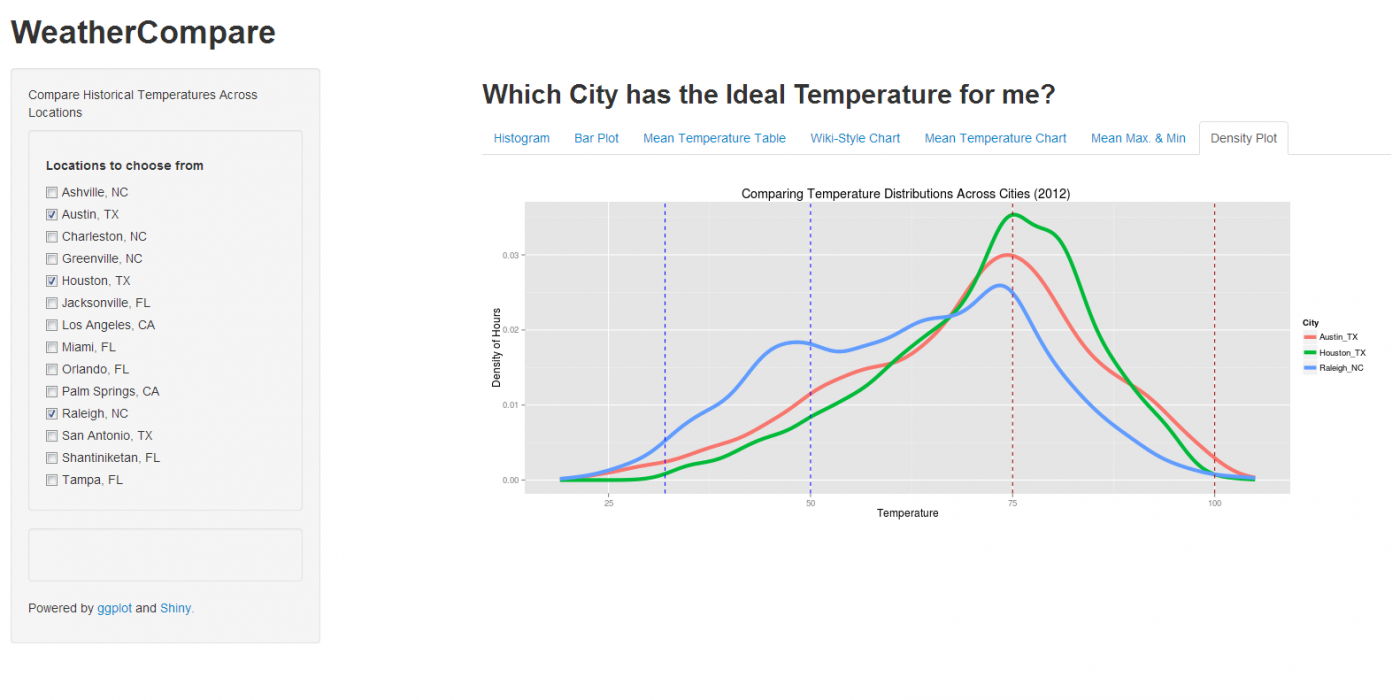 WeatherCompare
Compare Historical Temperatures Across
Locations
Locations to choose from
Ashville, NC
Austin, TX
Charleston, NC
Greenville, NC
Houston, TX
Jacksonville, FL
Los Angeles, CA
Miami, FL
Orlando, FL
Palm Springs, CA
Raleigh, NC
San Antonio, TX
Shantiniketan, FL
Tampa, FL
Powered by ggplot and Shiny.
Which City has the Ideal Temperature for me?
Histogram Bar Plot Mean Temperature Table Wiki-Style Chart Mean Temperature Chart Mean Max. & Min Density Plot
Comparing Temperature Distributions Across Cities (2012)
Density of Hours
0.03
0.02
0.01
0.00
25 50 75 100
Temperature
City
Austin_TX
Houston_TX
Raleigh_NC